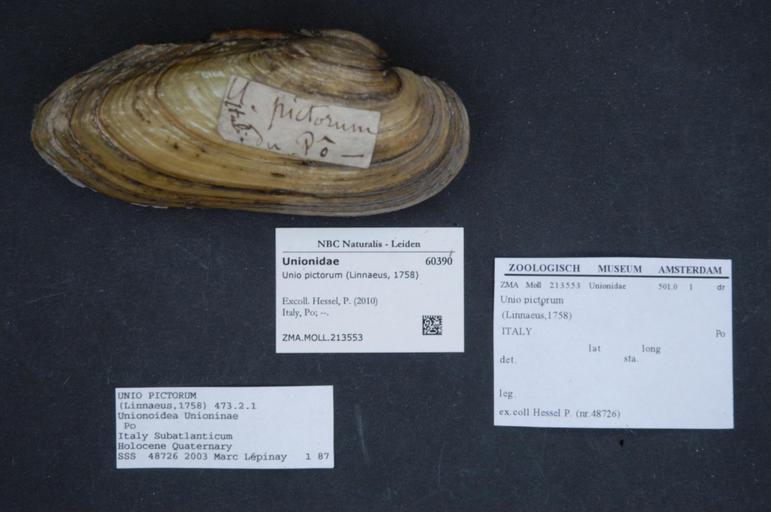 U. pictorum
Itali. du Pô
NBC Naturalis - Leiden
Unionidae 60390
Unio pictorum (Linnaeus, 1758)
Excoll. Hessel, P. (2010)
Italy, Po; --.
ZMA.MOLL.213553
ZOOLOGISCH MUSEUM AMSTERDAM
ZMA Moll 213553 Unionidae 501.0 1 dr
Unio pictorum
(Linnaeus,1758)
ITALY Po
lat long
det. sta.
leg.
ex.coll Hessel P. (nr.48726)
UNIO PICTORUM
(Linnaeus,1758) 473.2.1
Unionoidea Unioninae
Po
Italy Subatlanticum
Holocene Quaternary
SSS 48726 2003 Marc Lépinay 1 87